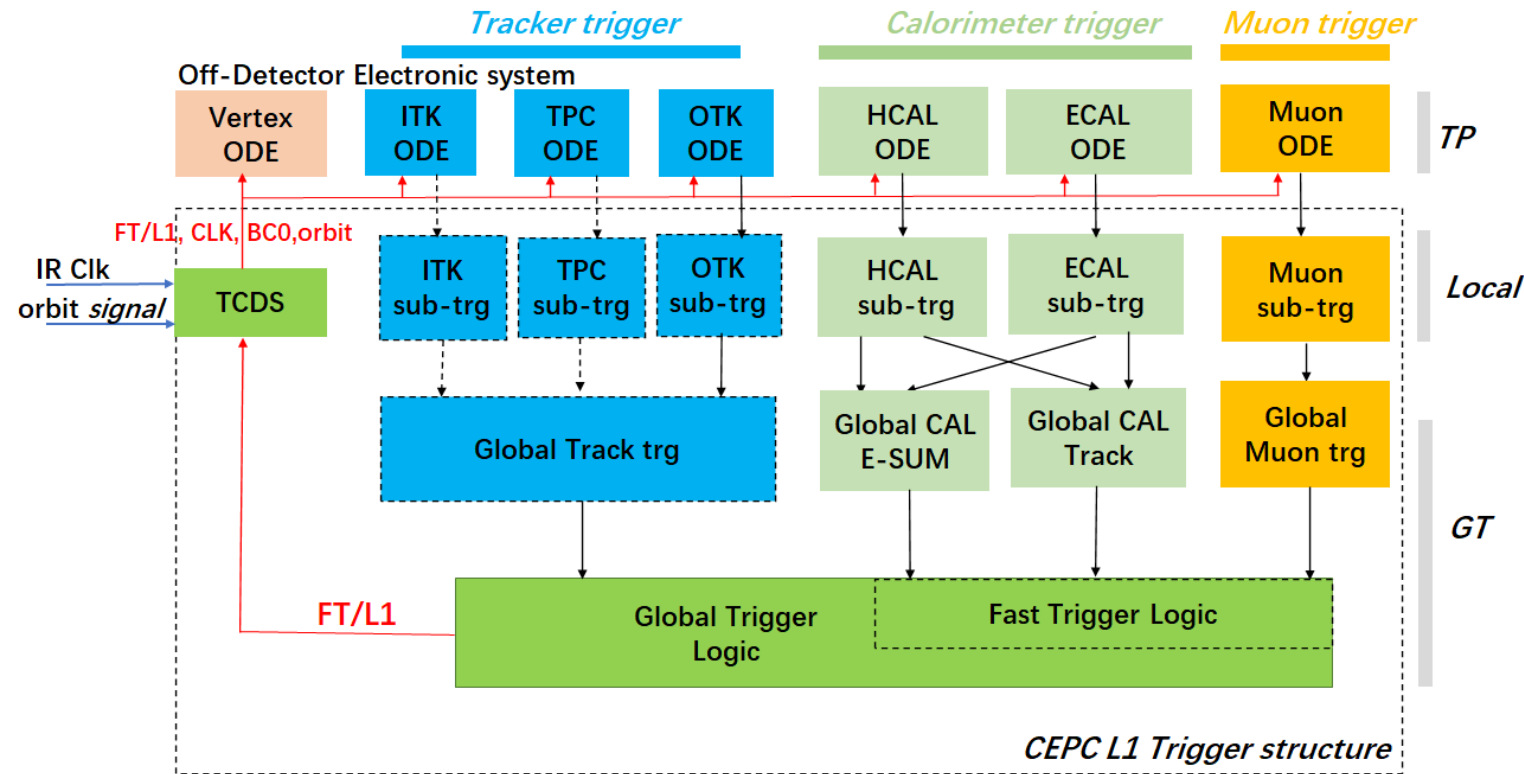 Tracker trigger
Calorimeter trigger
Muon trigger
Off-Detector Electronic system
Vertex
ODE
ITK
ODE
TPC
ODE
OTK
ODE
HCAL
ODE
ECAL
ODE
Muon
ODE
TP
FT/L1, CLK, BC0,orbit
IR Clk
orbit signal
TCDS
ITK
sub-trg
TPC
sub-trg
OTK
sub-trg
HCAL
sub-trg
ECAL
sub-trg
Muon
sub-trg
Local
Global Track trg
Global CAL
E-SUM
Global CAL
Track
Global
Muon trg
GT
FT/L1
Global Trigger
Logic
Fast Trigger Logic
CEPC L1 Trigger structure